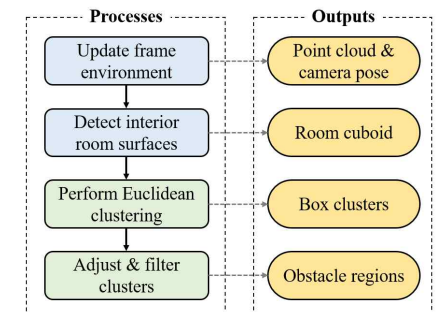 Processes
Outputs
Update frame
environment
Point cloud &
camera pose
Detect interior
room surfaces
Room cuboid
Perform Euclidean
clustering
Box clusters
Adjust & filter
clusters
Obstacle regions